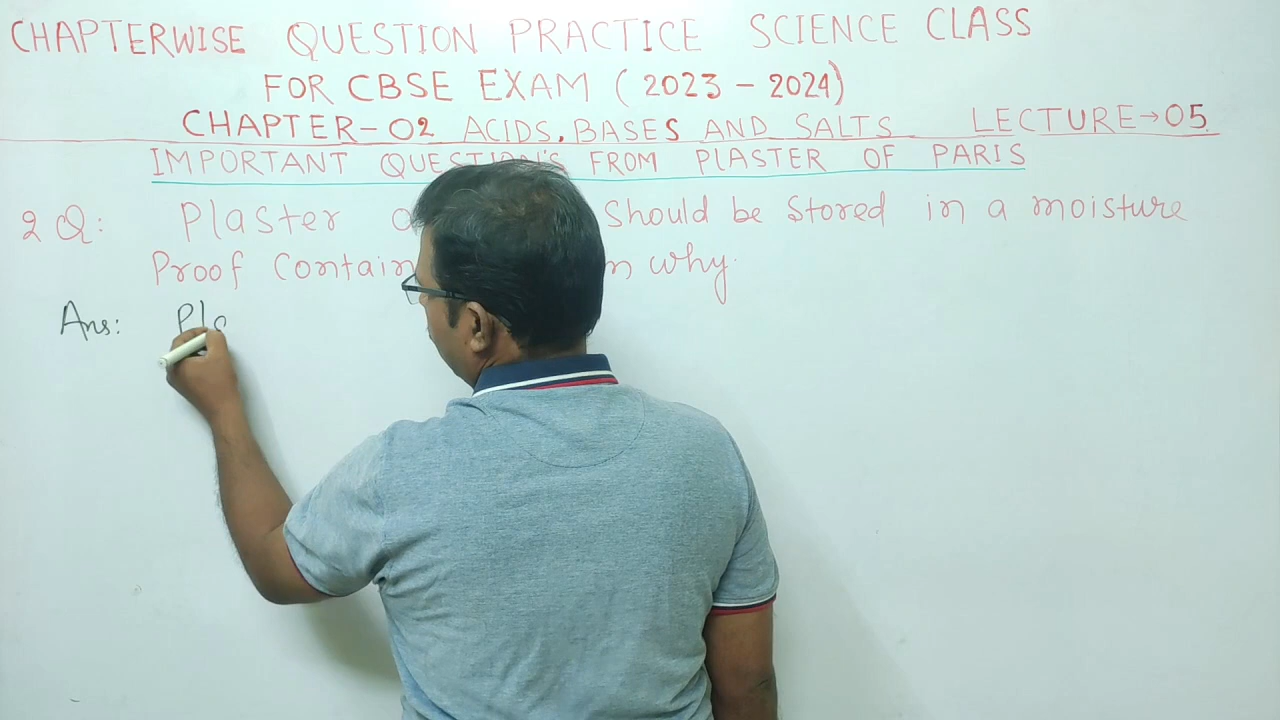 CHAPTERWISE QUESTION PRACTICE SCIENCE CLASS
FOR CBSE EXAM (2023-2024)
CHAPTER-02 ACIDS, BASES AND SALTS LECTURE→05
IMPORTANT QUESTION'S FROM PLASTER OF PARIS
2 Q: Plaster should be stored in a moisture
Proof why.
Ans: